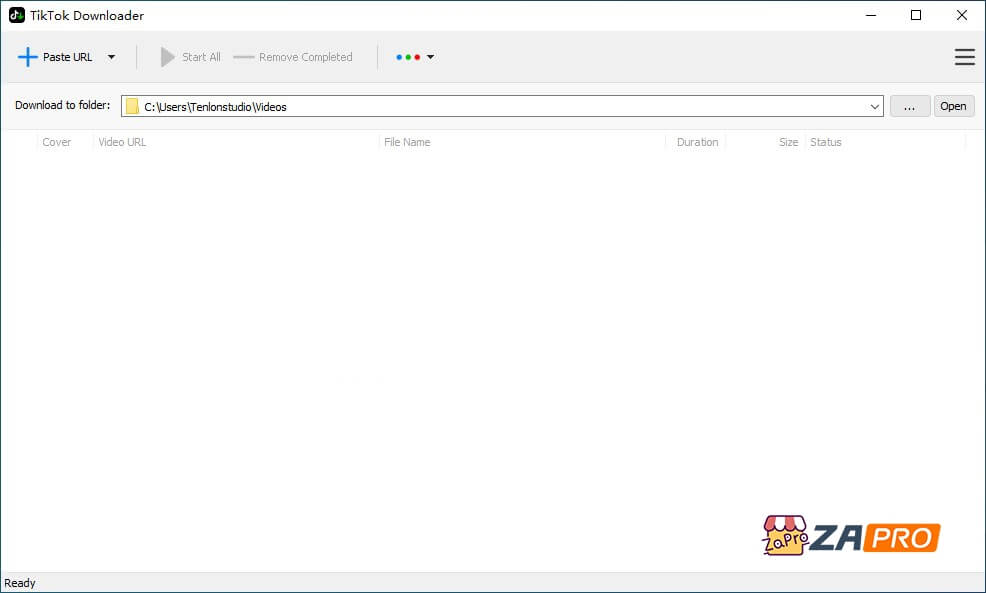 TikTok Downloader
Paste URL Start All Remove Completed
Download to folder: C:\Users\Tenlonstudio\Videos ... Open
Cover Video URL File Name Duration Size Status
ZaPro ZAPRO
Ready